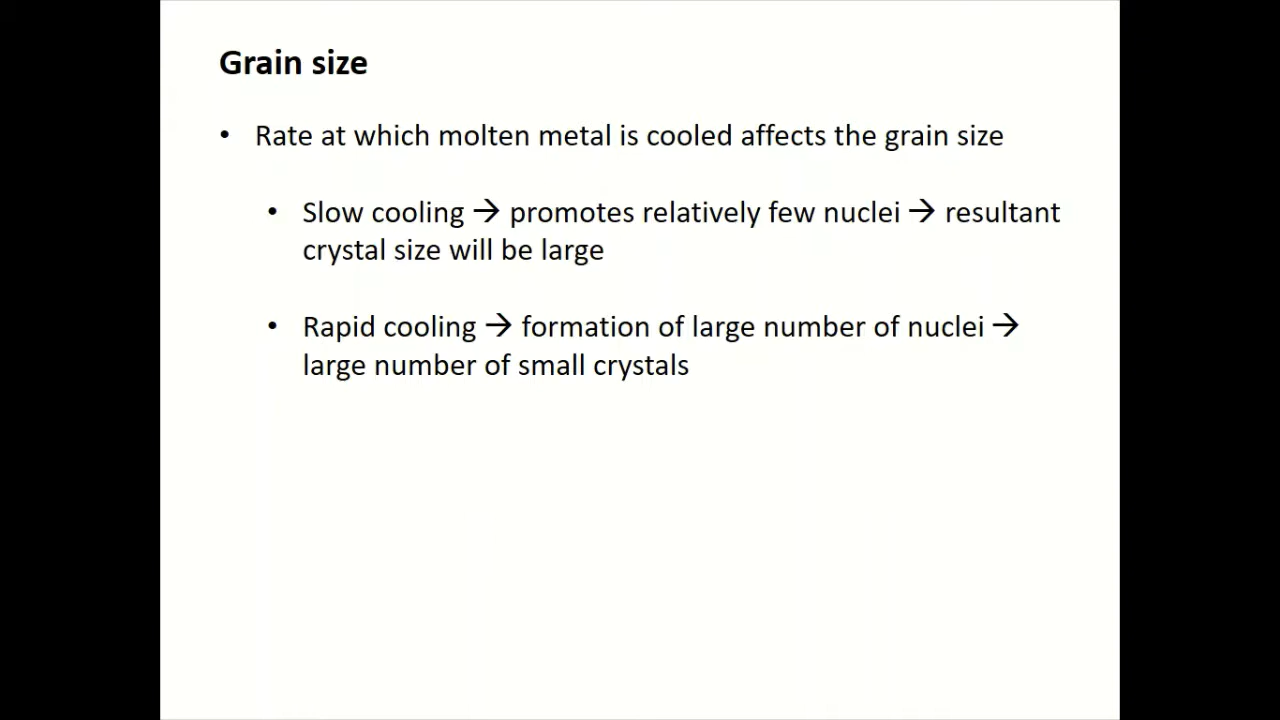 Grain size
• Rate at which molten metal is cooled affects the grain size
• Slow cooling → promotes relatively few nuclei → resultant
crystal size will be large
• Rapid cooling → formation of large number of nuclei →
large number of small crystals